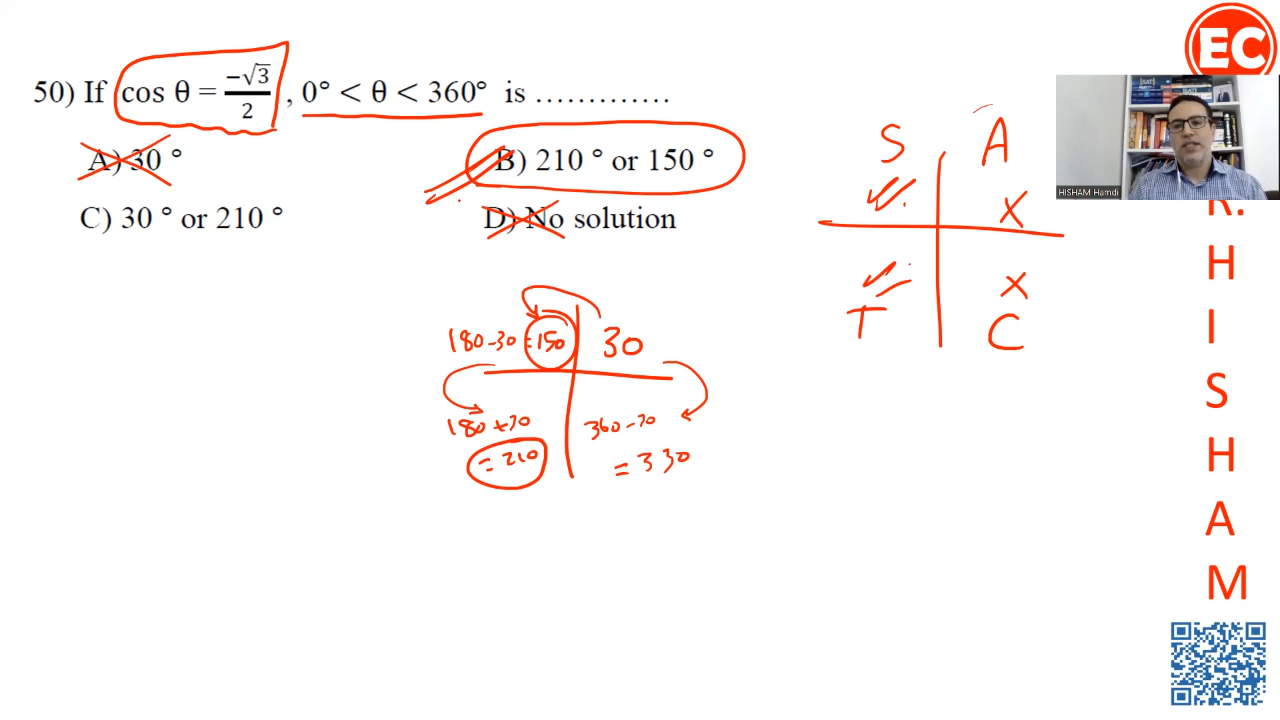 50) If cos θ = −√3/2 , 0° < θ < 360° is .............
A) 30 °
B) 210 ° or 150 °
C) 30 ° or 210 °
D) No solution
S A
T C
180-30 =150
30
180+30
=210
360-30
=330
EC
HISHAM Hamdi
R.
H
I
S
H
A
M